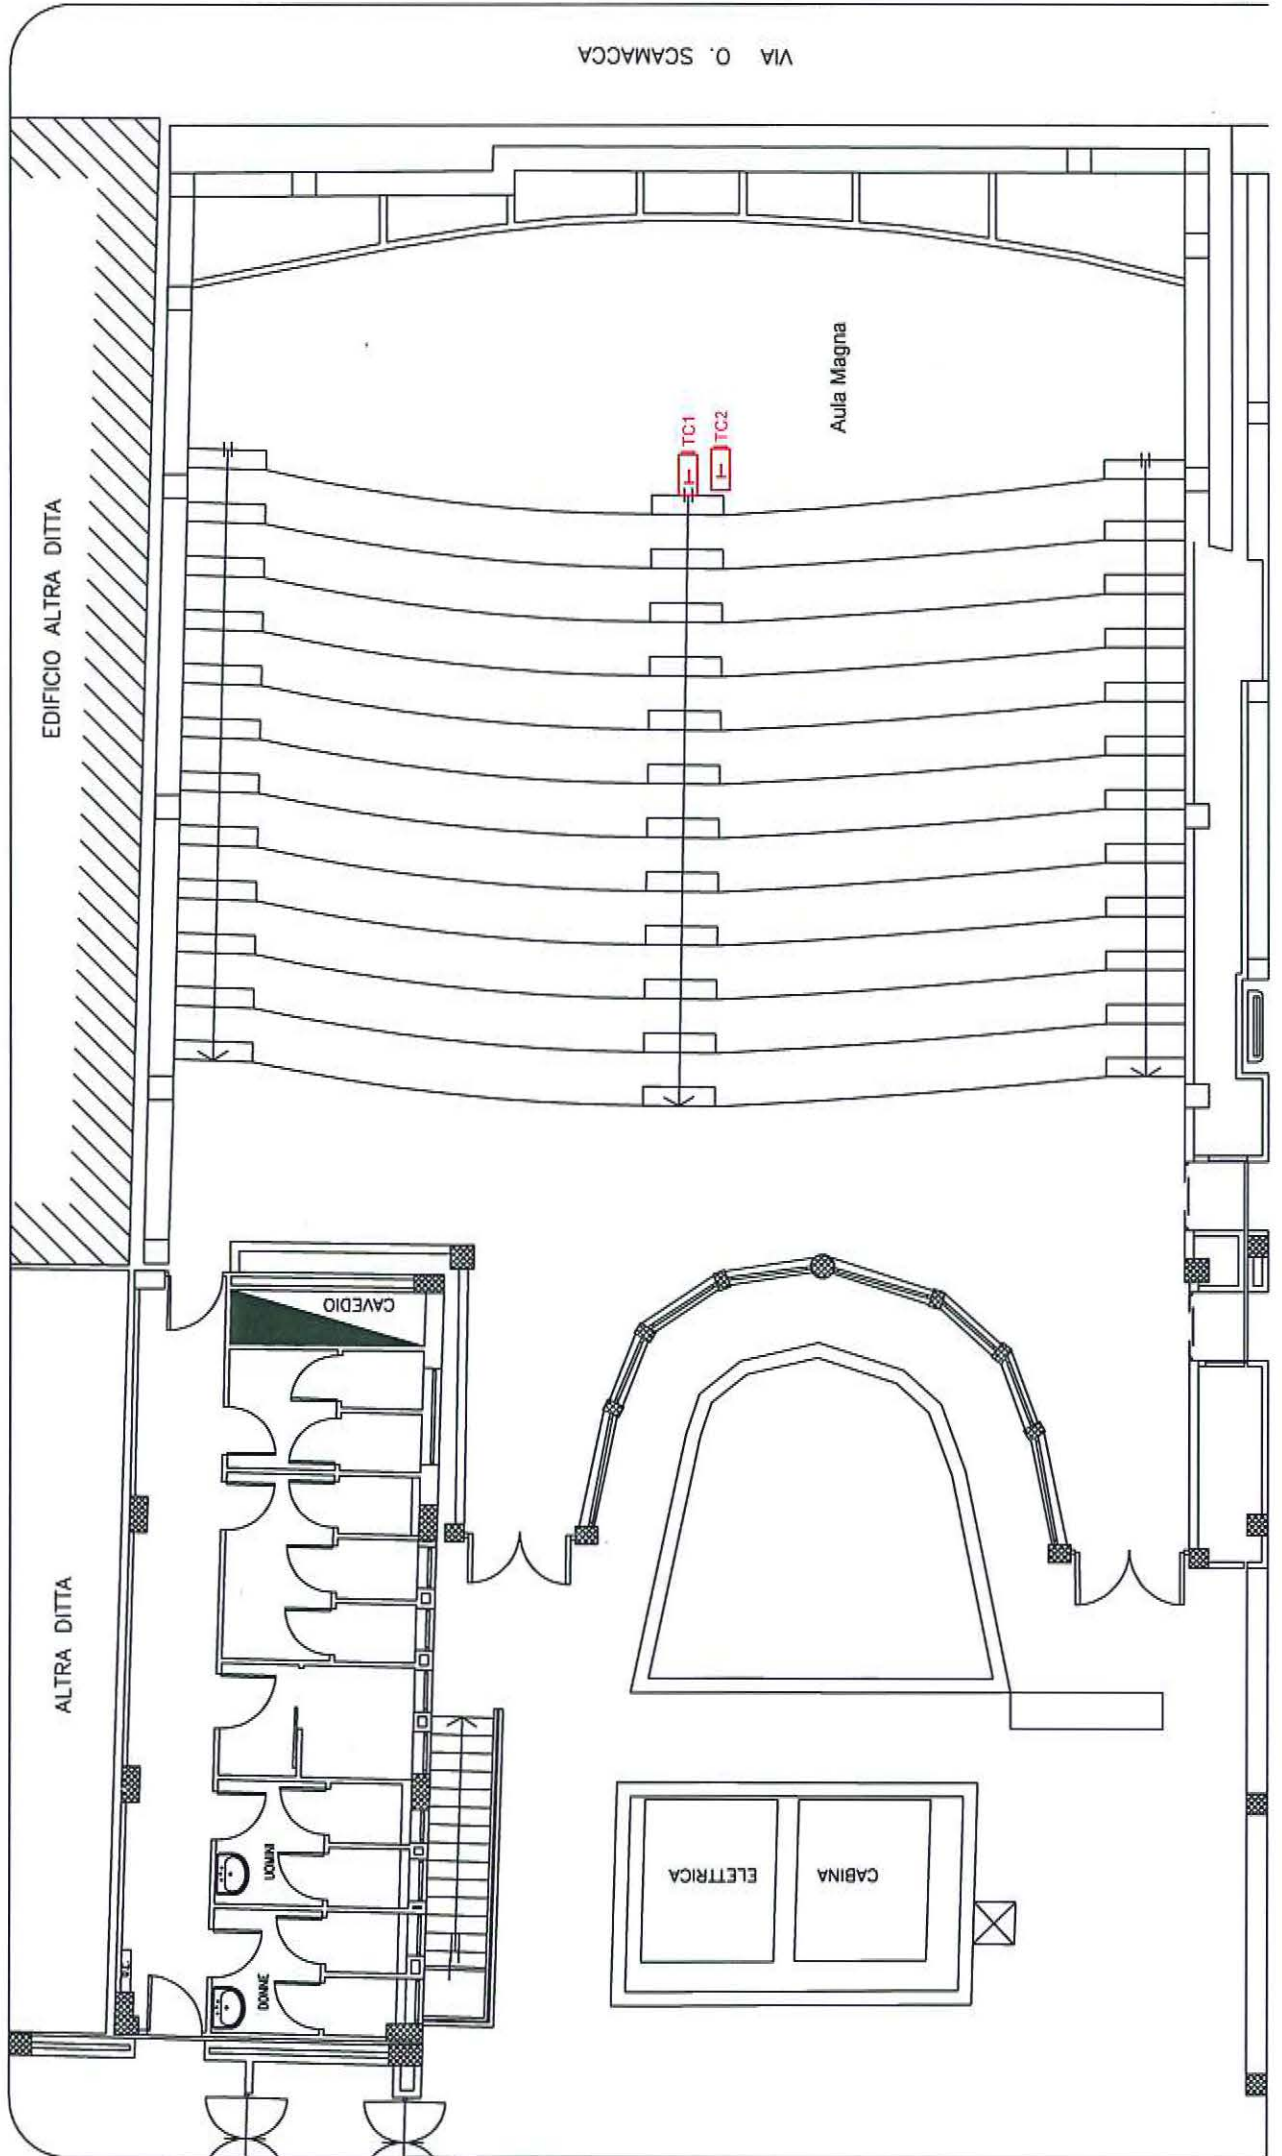 VIA O. SCAMACCA
EDIFICIO ALTRA DITTA
Aula Magna
TC1
TC2
T
T
CAVEDIO
ALTRA DITTA
UOMINI
DONNE
CABINA
ELETTRICA